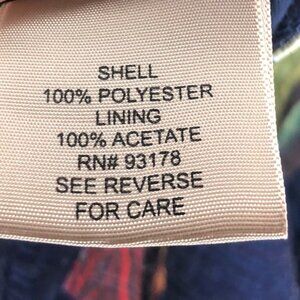 SHELL
100% POLYESTER
LINING
100% ACETATE
RN# 93178
SEE REVERSE
FOR CARE